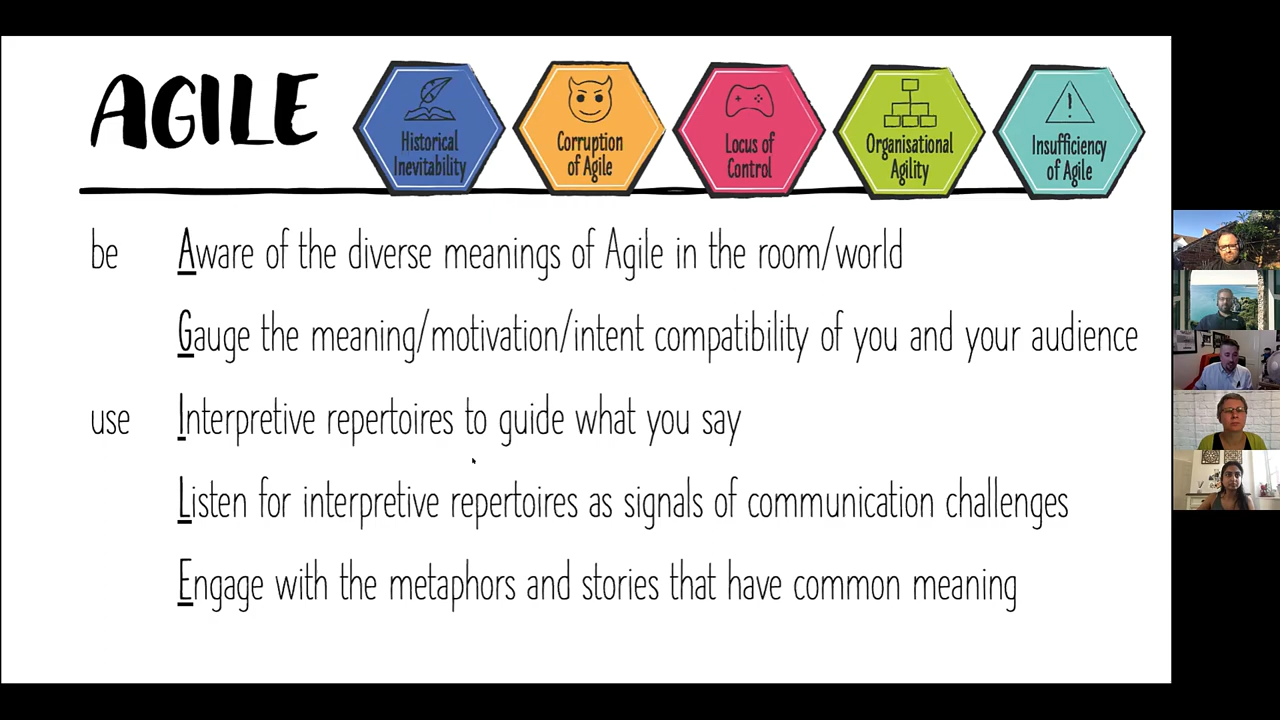 AGILE
Historical
Inevitability
Corruption
of Agile
Locus of
Control
Organisational
Agility
Insufficiency
of Agile
be Aware of the diverse meanings of Agile in the room/world
Gauge the meaning/motivation/intent compatibility of you and your audience
use Interpretive repertoires to guide what you say
Listen for interpretive repertoires as signals of communication challenges
Engage with the metaphors and stories that have common meaning